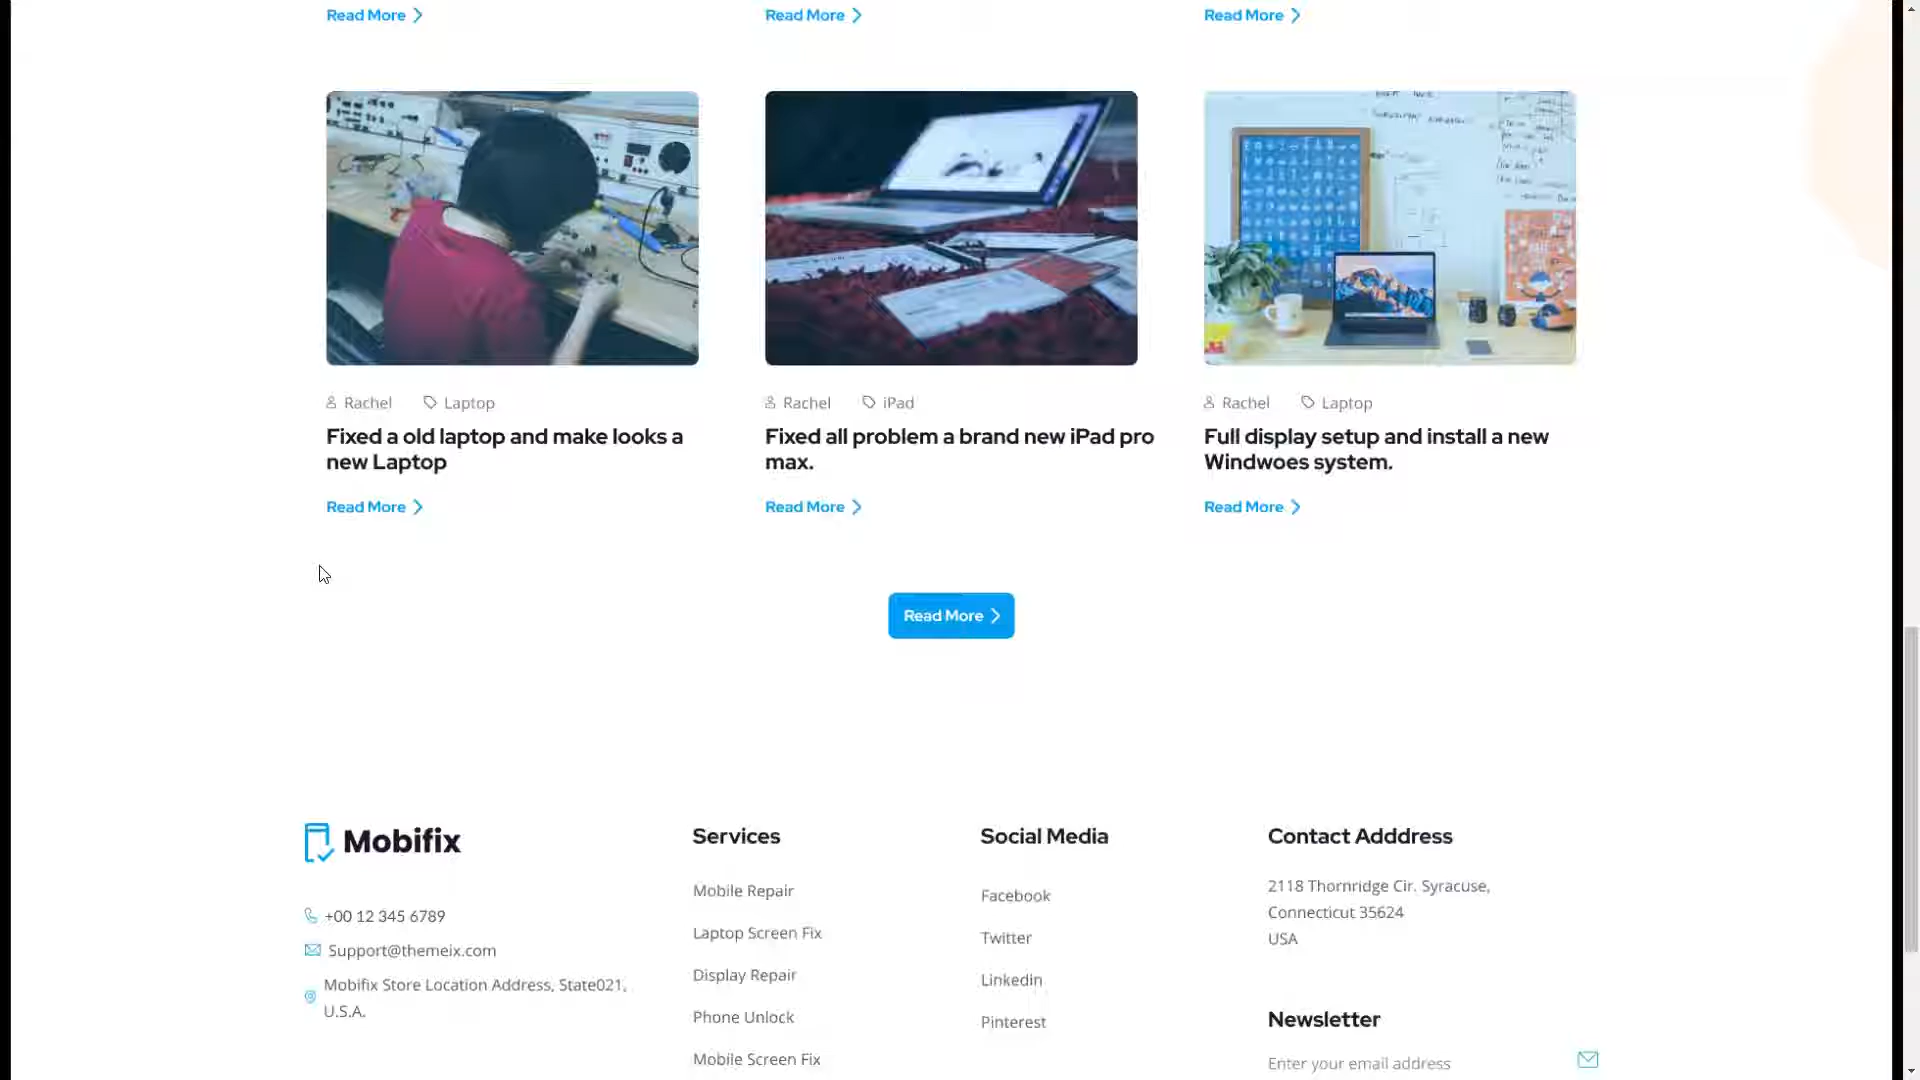 Read More
Read More
Read More
Rachel
Laptop
Rachel
iPad
Rachel
Laptop
Fixed a old laptop and make looks a
new Laptop
Fixed all problem a brand new iPad pro
max.
Full display setup and install a new
Windwoes system.
Read More
Read More
Read More
Read More
Mobifix
+00 12 345 6789
Support@themeix.com
Mobifix Store Location Address, State021,
U.S.A.
Services
Mobile Repair
Laptop Screen Fix
Display Repair
Phone Unlock
Mobile Screen Fix
Social Media
Facebook
Twitter
Linkedin
Pinterest
Contact Adddress
2118 Thornridge Cir. Syracuse,
Connecticut 35624
USA
Newsletter
Enter your email address